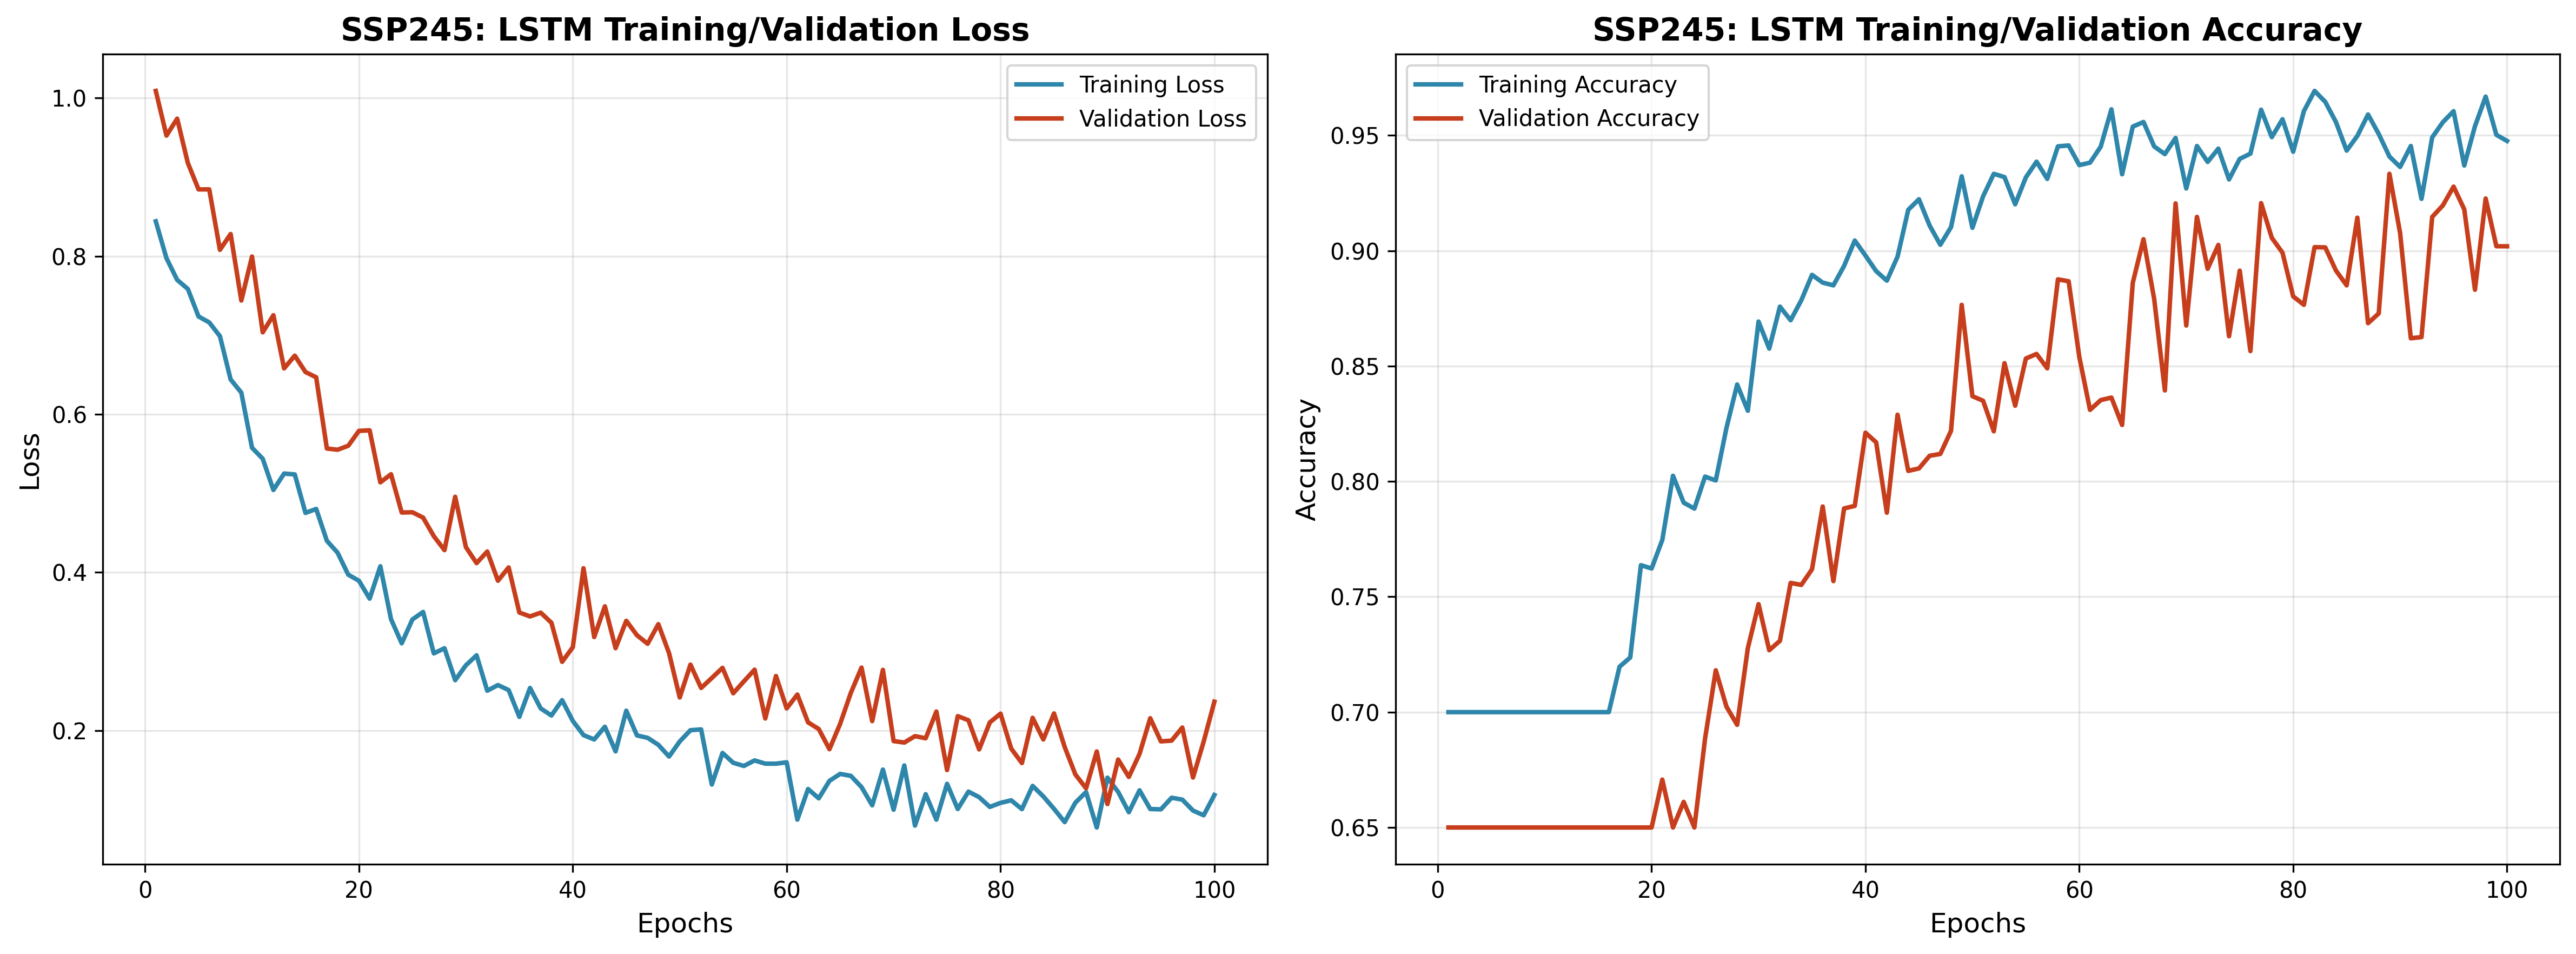 SSP245: LSTM Training/Validation Loss
Training Loss
Validation Loss
Loss
1.0
0.8
0.6
0.4
0.2
0
20
40
60
80
100
Epochs
SSP245: LSTM Training/Validation Accuracy
Training Accuracy
Validation Accuracy
Accuracy
0.95
0.90
0.85
0.80
0.75
0.70
0.65
0
20
40
60
80
100
Epochs